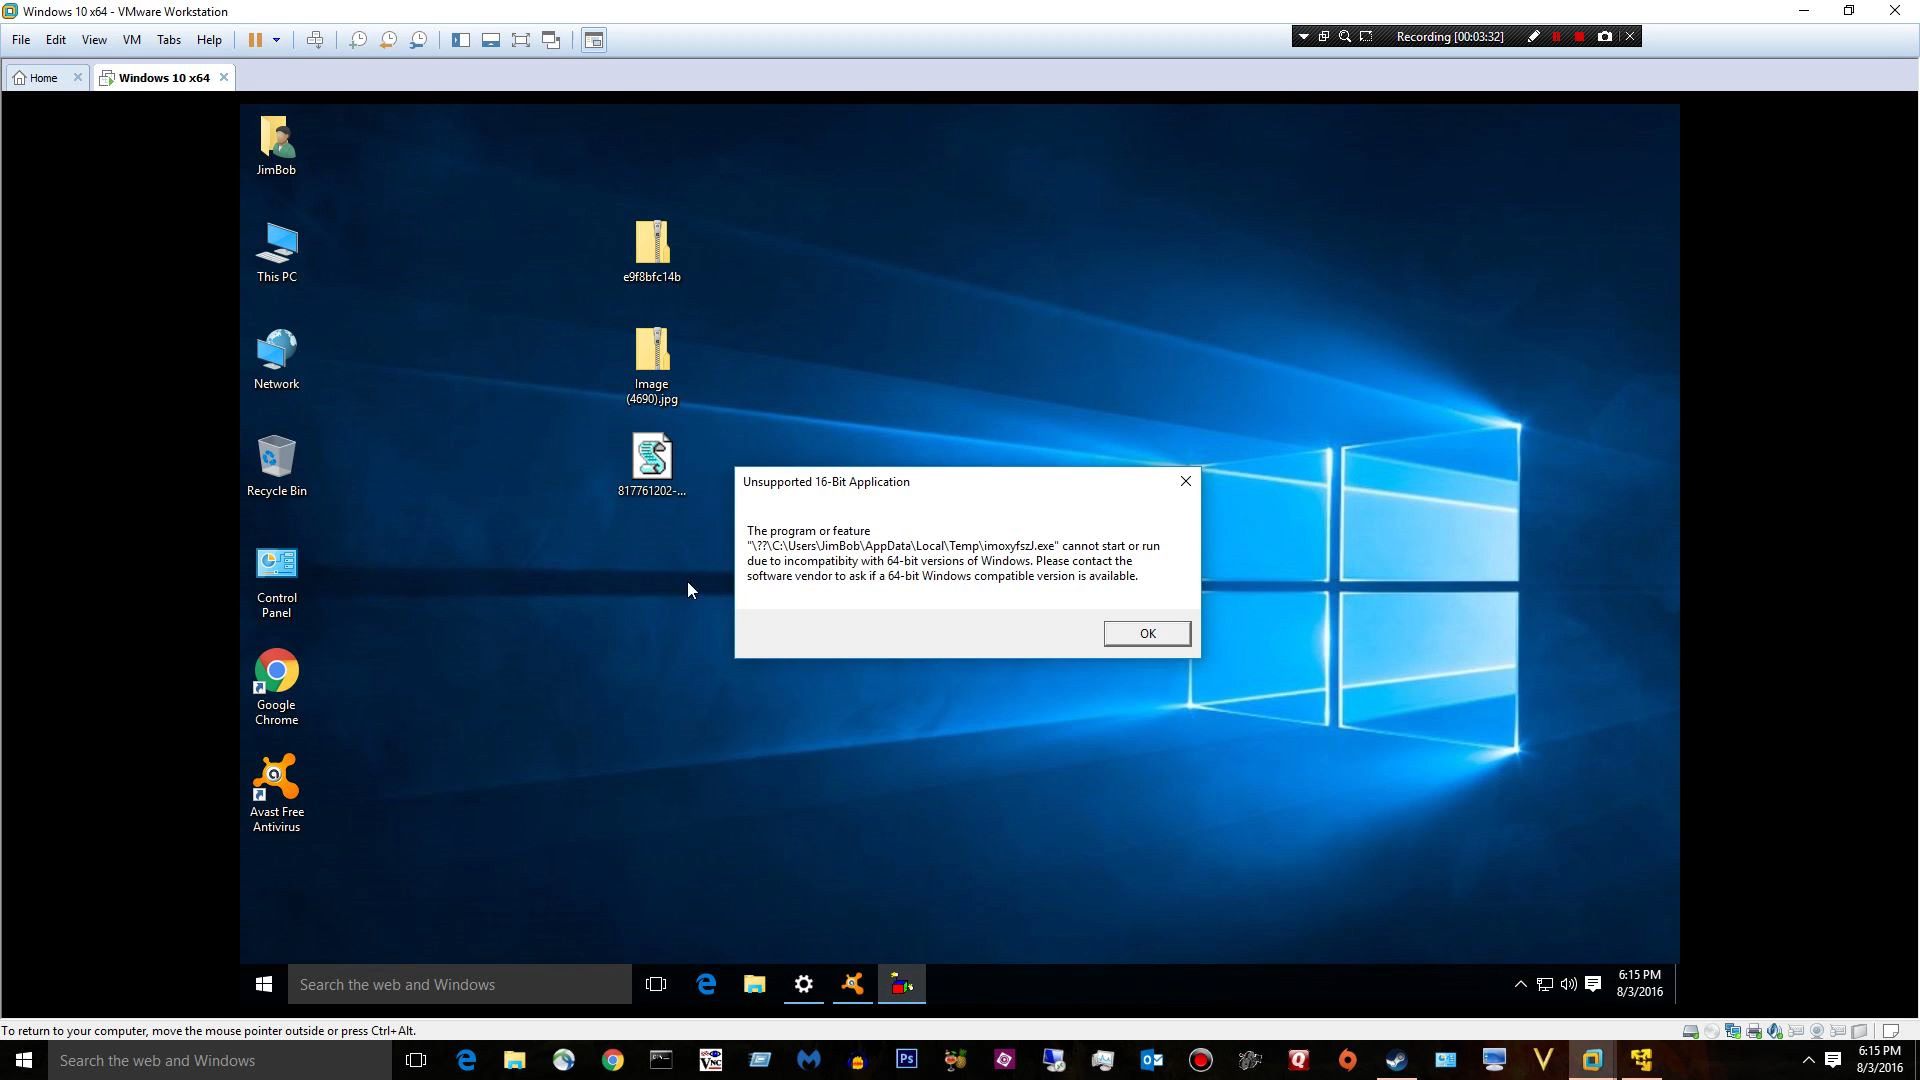 Windows 10 x64 - VMware Workstation
File Edit View VM Tabs Help
Recording [00:03:32]
Home
Windows 10 x64
JimBob
This PC
Network
Recycle Bin
Control
Panel
Google
Chrome
Avast Free
Antivirus
e9f8bfc14b
Image
(4690).jpg
817761202-...
Unsupported 16-Bit Application
The program or feature
"\??\C:\Users\JimBob\AppData\Local\Temp\imoxyfszJ.exe" cannot start or run
due to incompatibity with 64-bit versions of Windows. Please contact the
software vendor to ask if a 64-bit Windows compatible version is available.
OK
Search the web and Windows
6:15 PM
8/3/2016
To return to your computer, move the mouse pointer outside or press Ctrl+Alt.
Search the web and Windows
Ps
6:15 PM
8/3/2016